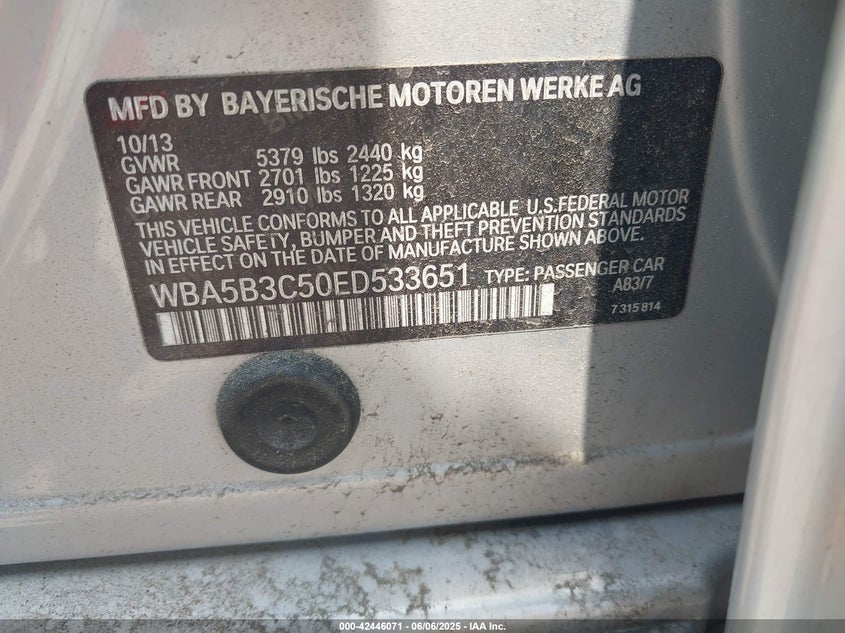 MFD BY BAYERISCHE MOTOREN WERKE AG
10/13
GVWR 5379 lbs 2440 kg
GAWR FRONT 2701 lbs 1225 kg
GAWR REAR 2910 lbs 1320 kg
THIS VEHICLE CONFORMS TO ALL APPLICABLE U.S.FEDERAL MOTOR
VEHICLE SAFETY, BUMPER AND THEFT PREVENTION STANDARDS
IN EFFECT ON THE DATE OF MANUFACTURE SHOWN ABOVE.
WBA5B3C50ED533651 TYPE: PASSENGER CAR
A83/7
7 315 814
000-42446071 - 06/06/2025 - IAA Inc.